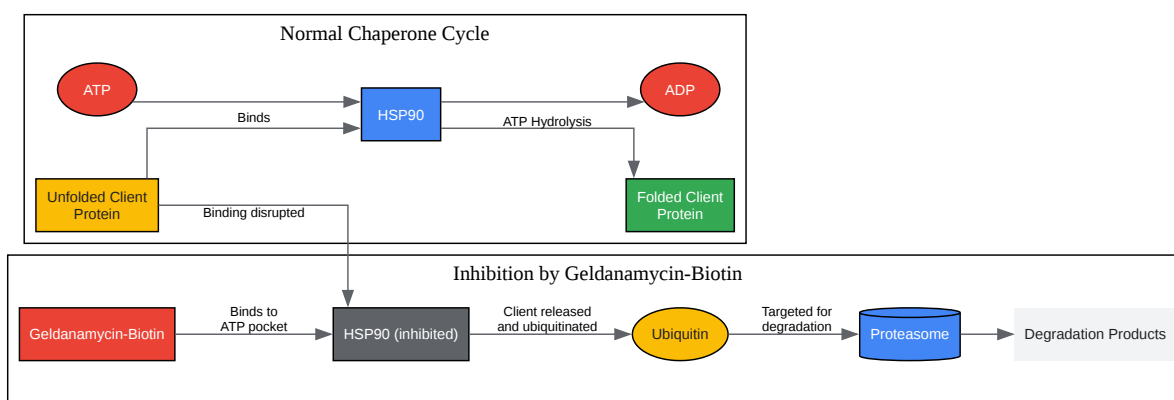 Normal Chaperone Cycle
ATP
ADP
HSP90
Binds
ATP Hydrolysis
Unfolded Client
Protein
Folded Client
Protein
Binding disrupted
Inhibition by Geldanamycin-Biotin
Geldanamycin-Biotin
Binds to
ATP pocket
HSP90 (inhibited)
Client released
and ubiquitinated
Ubiquitin
Targeted for
degradation
Proteasome
Degradation Products